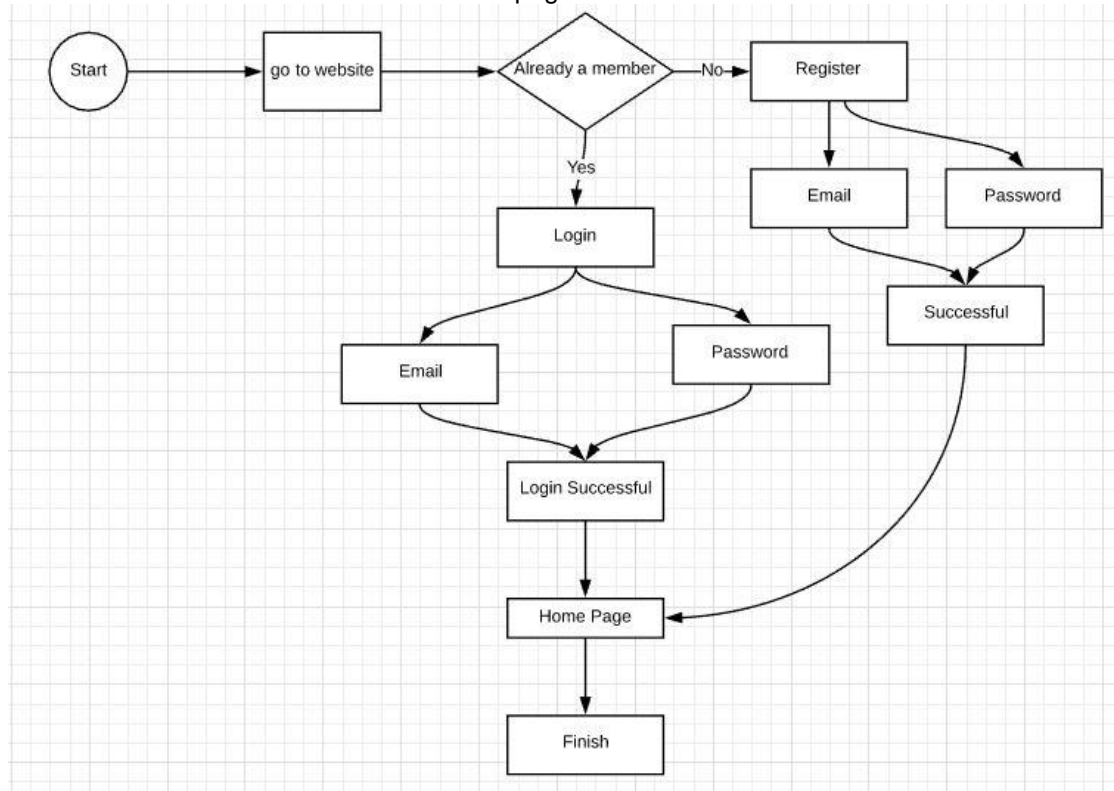 Start
go to website
Already a member
No
Register
Yes
Email
Password
Login
Successful
Email
Password
Login Successful
Home Page
Finish